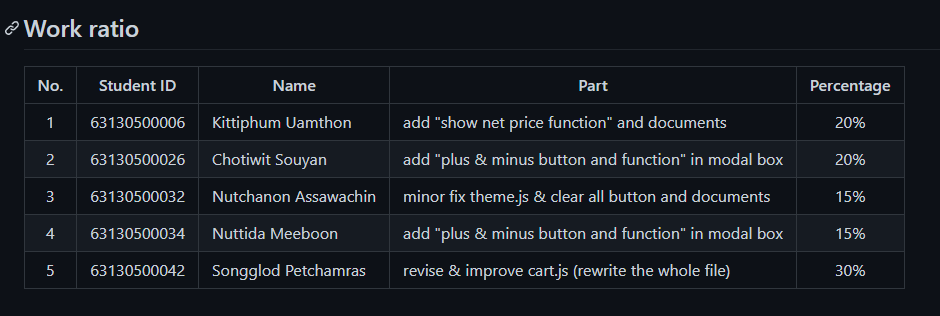 Work ratio
No. Student ID Name Part Percentage
1 63130500006 Kittiphum Uamthon add "show net price function" and documents 20%
2 63130500026 Chotiwit Souyan add "plus & minus button and function" in modal box 20%
3 63130500032 Nutchanon Assawachin minor fix theme.js & clear all button and documents 15%
4 63130500034 Nuttida Meeboon add "plus & minus button and function" in modal box 15%
5 63130500042 Songglod Petchamras revise & improve cart.js (rewrite the whole file) 30%